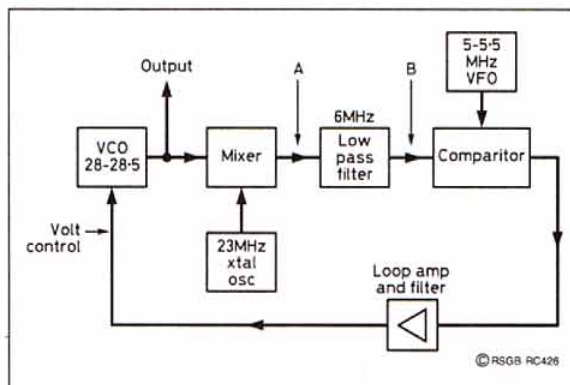 5-5·5
MHz
VFO
Output
A
B
6MHz
VCO
28-28·5
Mixer
Low
pass
filter
Comparitor
Volt
control
23MHz
xtal
osc
Loop amp
and filter
© RSGB RC426